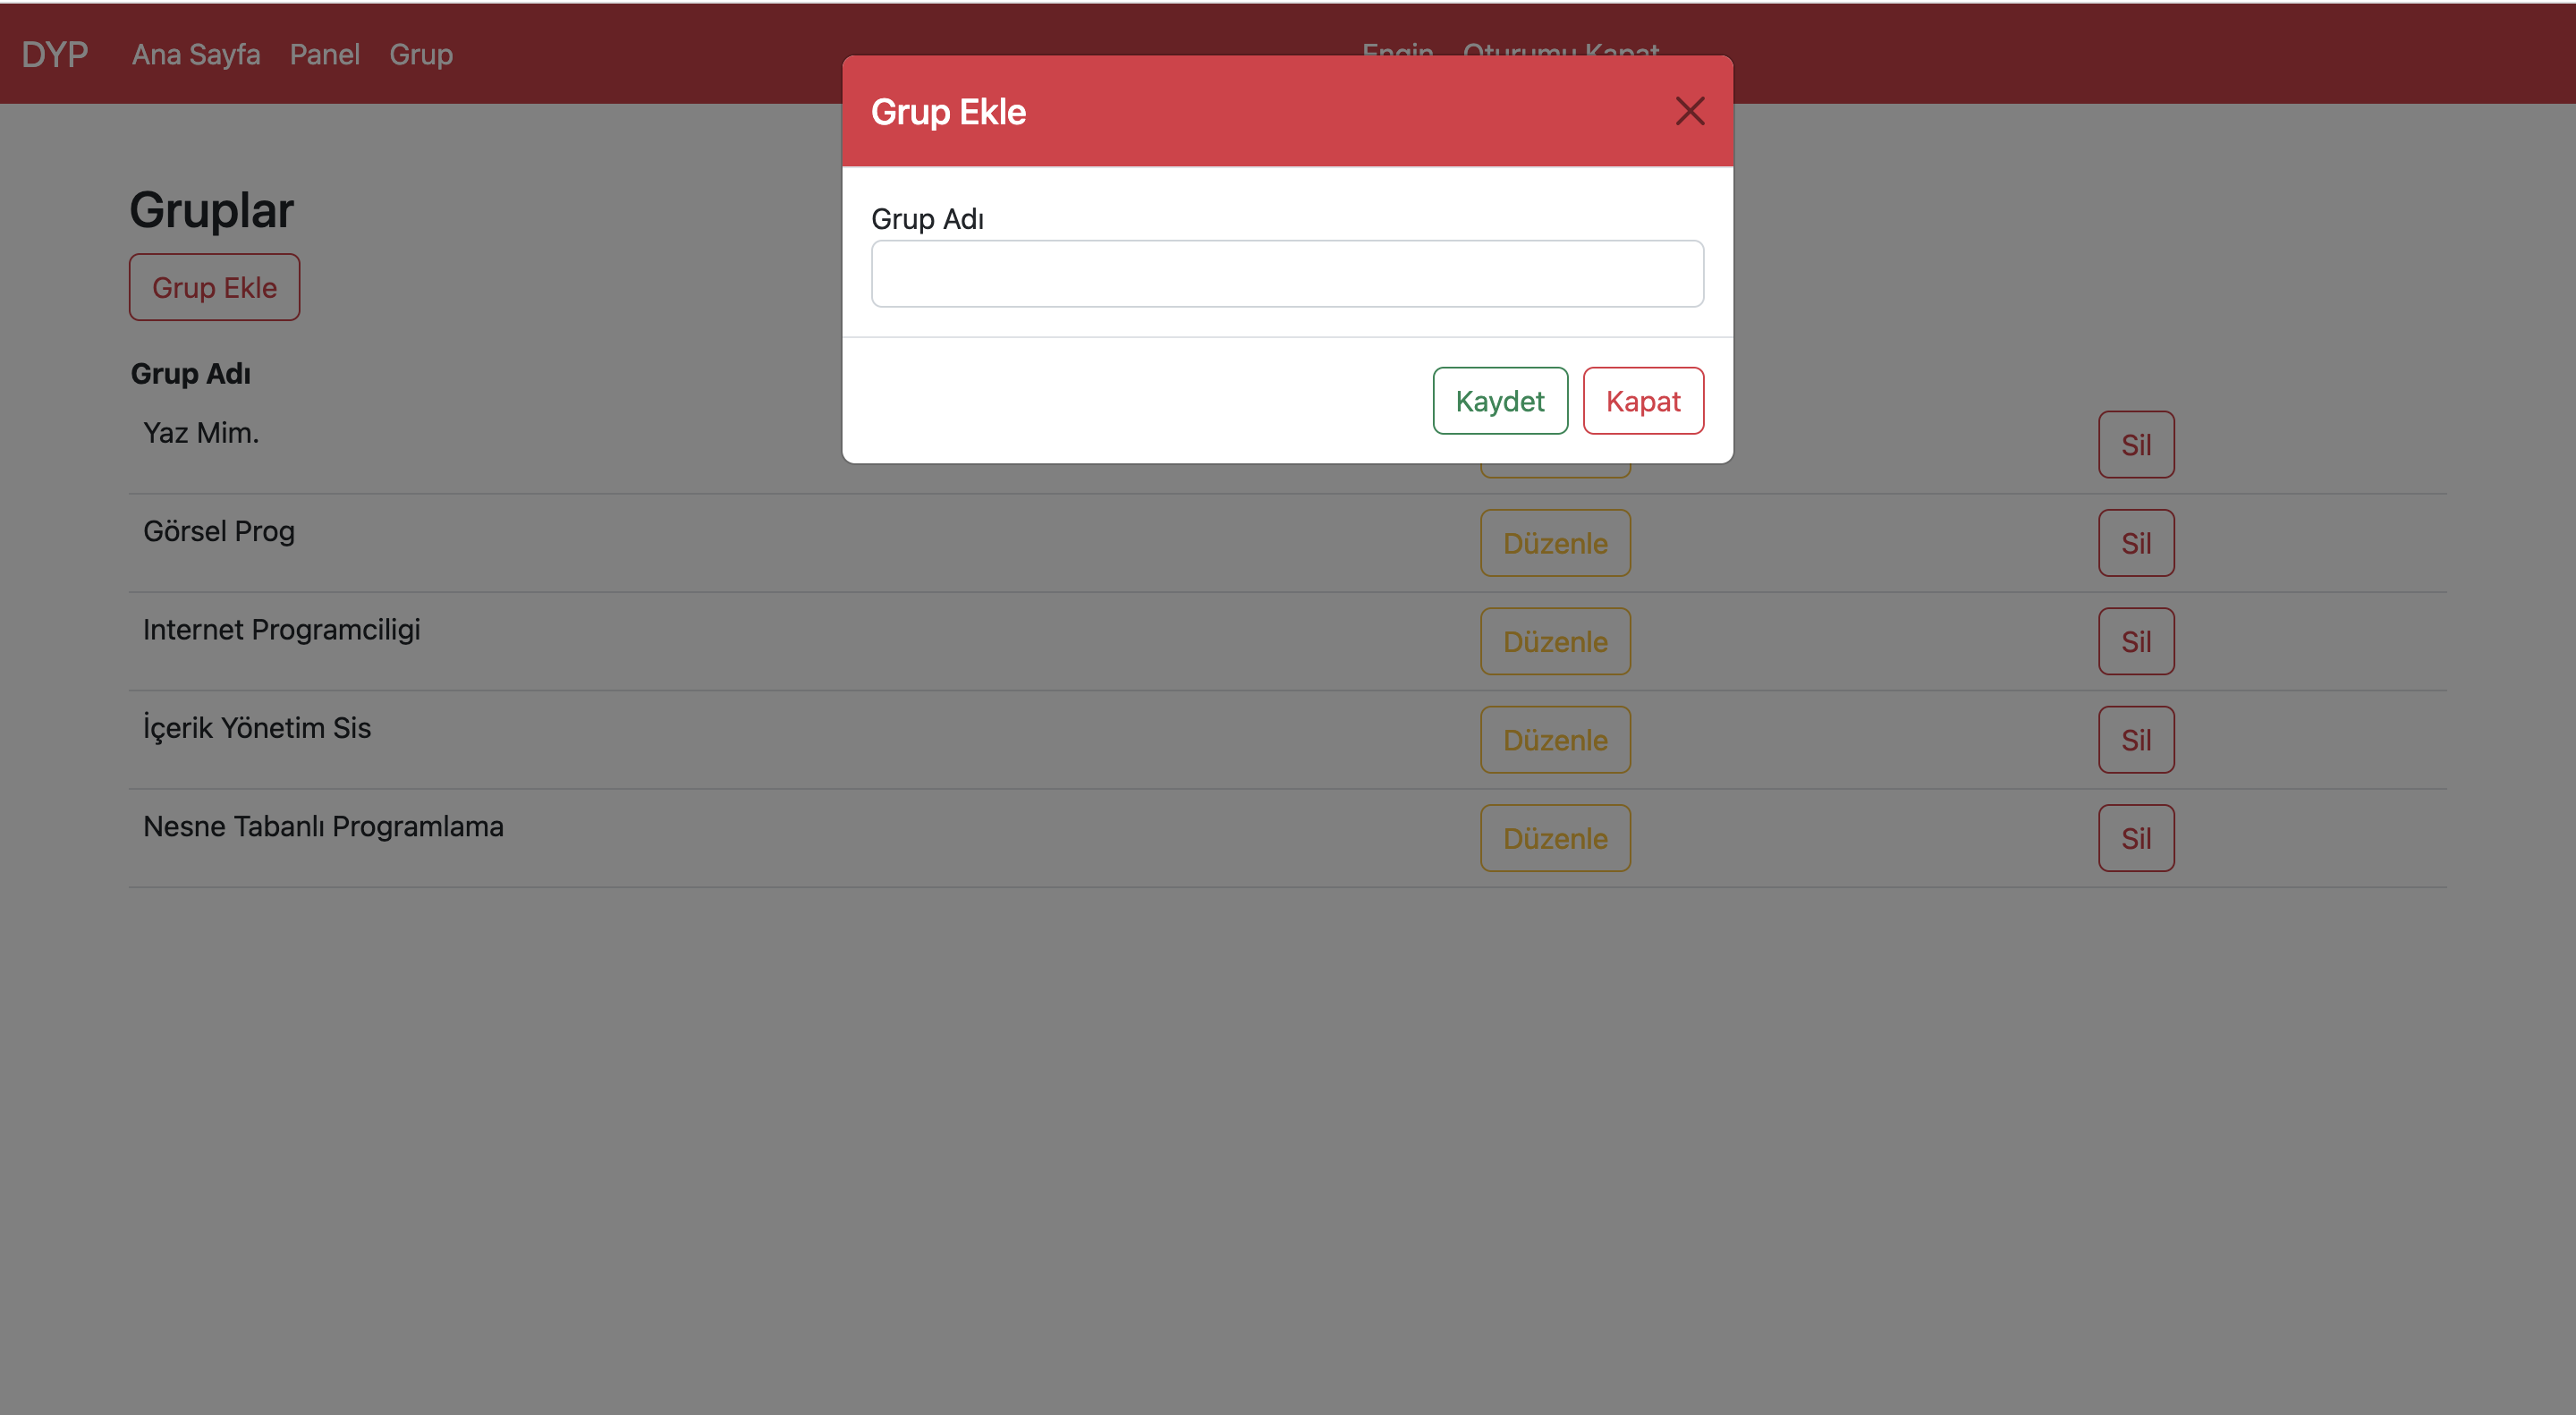 DYP Ana Sayfa Panel Grup Engin Oturumu Kapat
Grup Ekle
Grup Adı
Kaydet Kapat
Gruplar
Grup Ekle
Grup Adı
Yaz Mim. Sil
Görsel Prog Düzenle Sil
Internet Programciligi Düzenle Sil
İçerik Yönetim Sis Düzenle Sil
Nesne Tabanlı Programlama Düzenle Sil